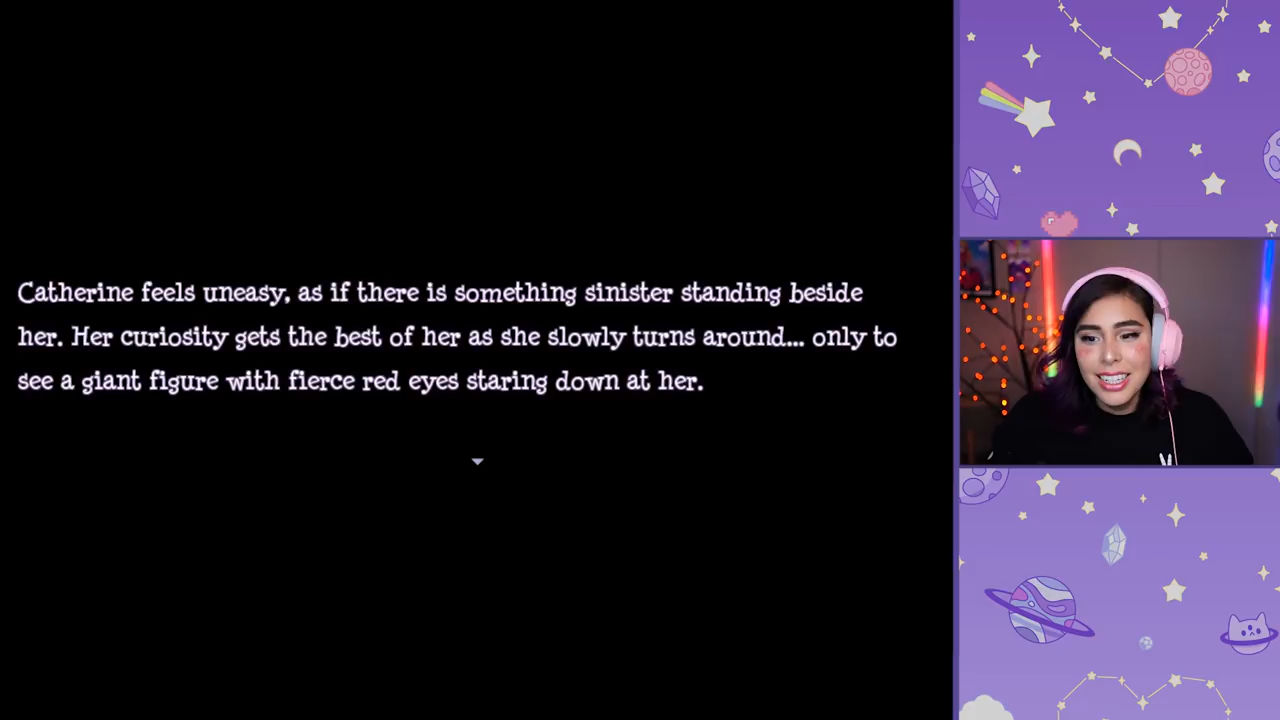 Catherine feels uneasy, as if there is something sinister standing beside
her. Her curiosity gets the best of her as she slowly turns around... only to
see a giant figure with fierce red eyes staring down at her.